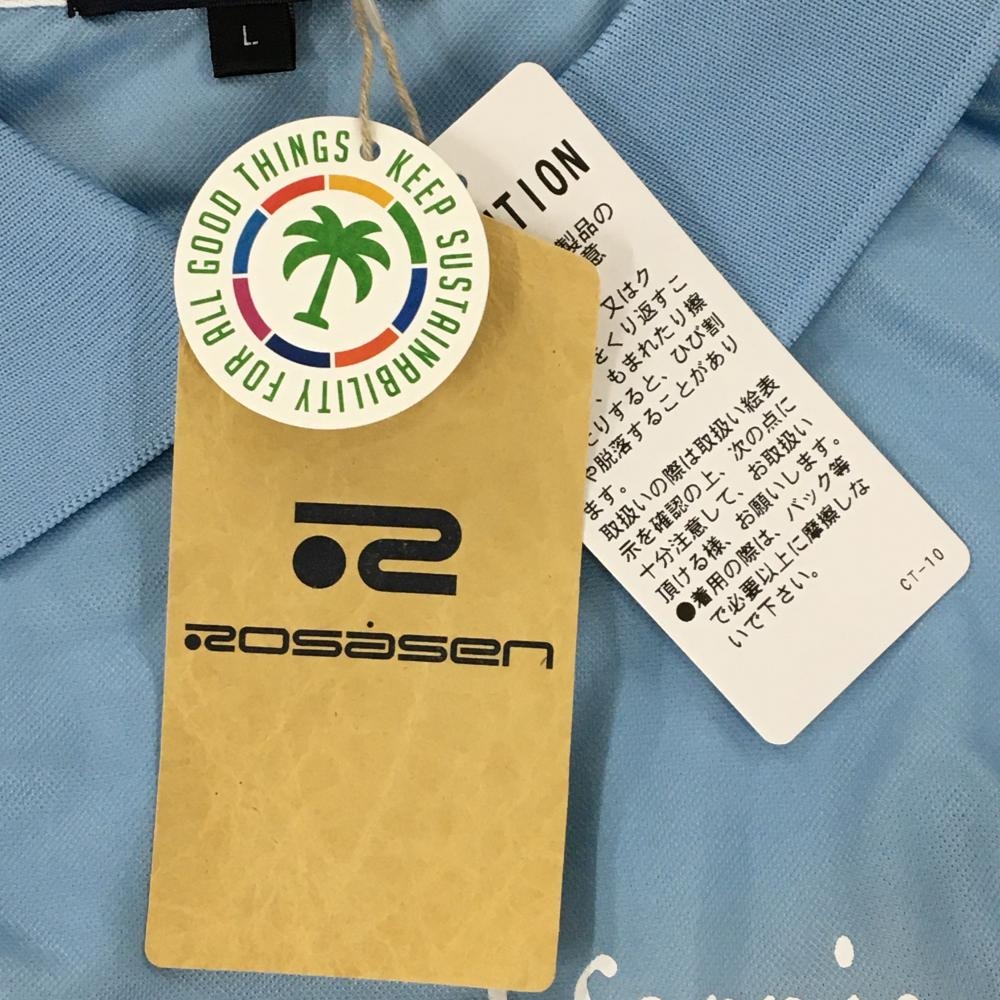 L
KEEP SUSTAINABILITY FOR ALL GOOD THINGS
ROSÀSEN
TION
製品の
意
又はク
をくり返すこ
、もまれたり擦
たりすると、ひび割
や脱落することがあり
ます。
取扱いの際は取扱い絵表
示を確認の上、次の点に
十分注意して、お取扱い
頂ける様、お願いします。
●着用の際は、バック等
で必要以上に摩擦しな
いで下さい。
CT-10